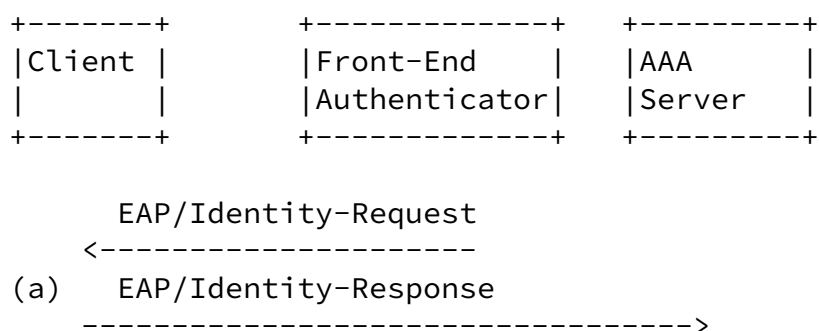 +-------+       +-------------+   +---------+
|Client |       |Front-End    |   |AAA      |
|       |       |Authenticator|   |Server   |
+-------+       +-------------+   +---------+
      EAP/Identity-Request
    <---------------------
(a)   EAP/Identity-Response
    ---------------------------------->